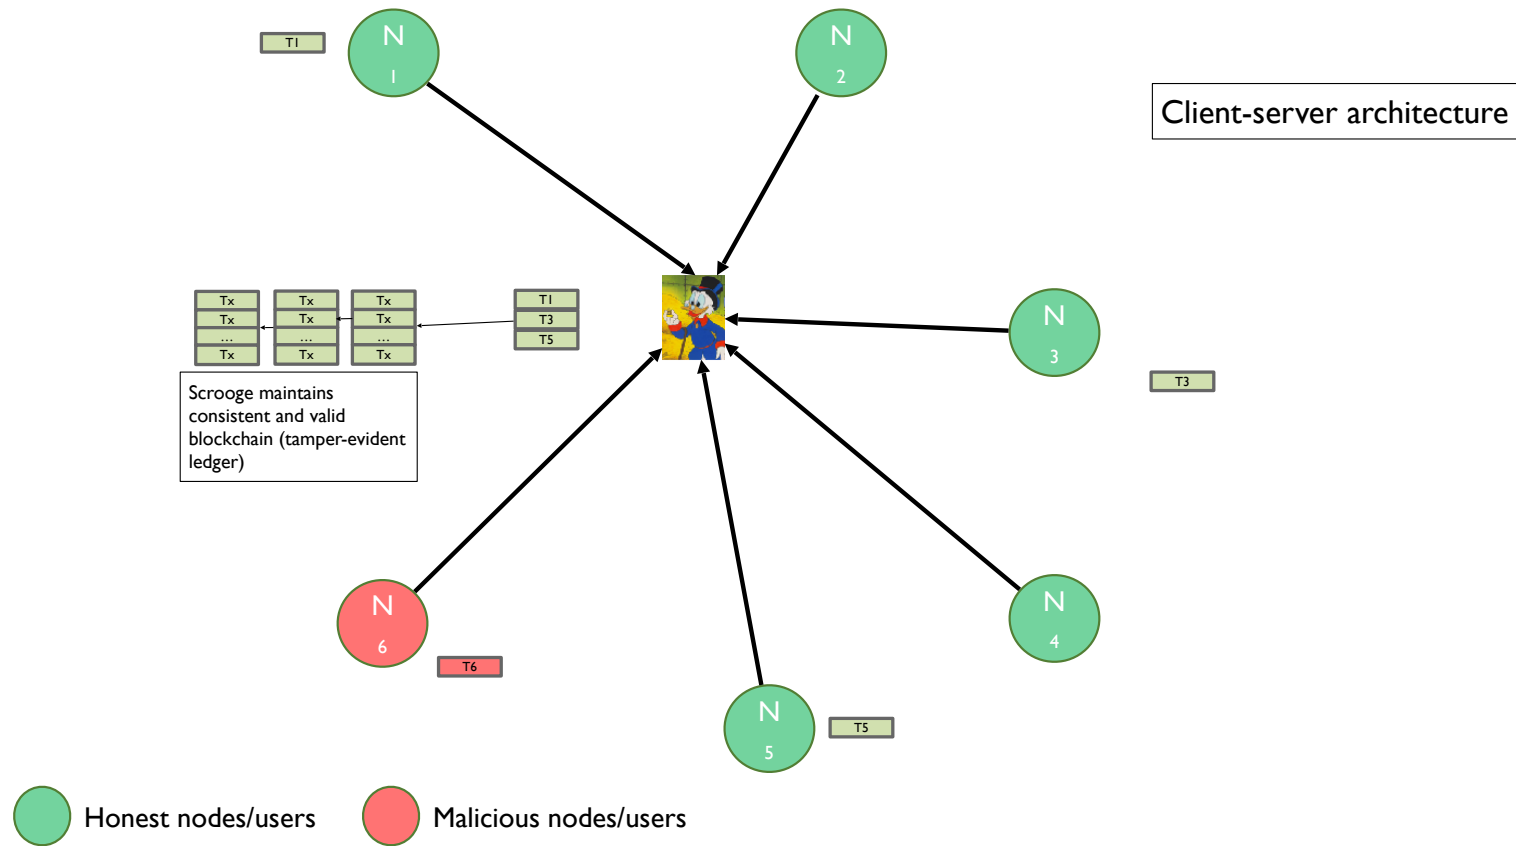 T1
N
1
N
2
Client-server architecture
Tx
Tx
...
Tx
Tx
Tx
...
Tx
Tx
Tx
...
Tx
T1
T3
T5
Scrooge maintains
consistent and valid
blockchain (tamper-evident
ledger)
N
3
T3
N
6
T6
N
4
N
5
T5
Honest nodes/users
Malicious nodes/users